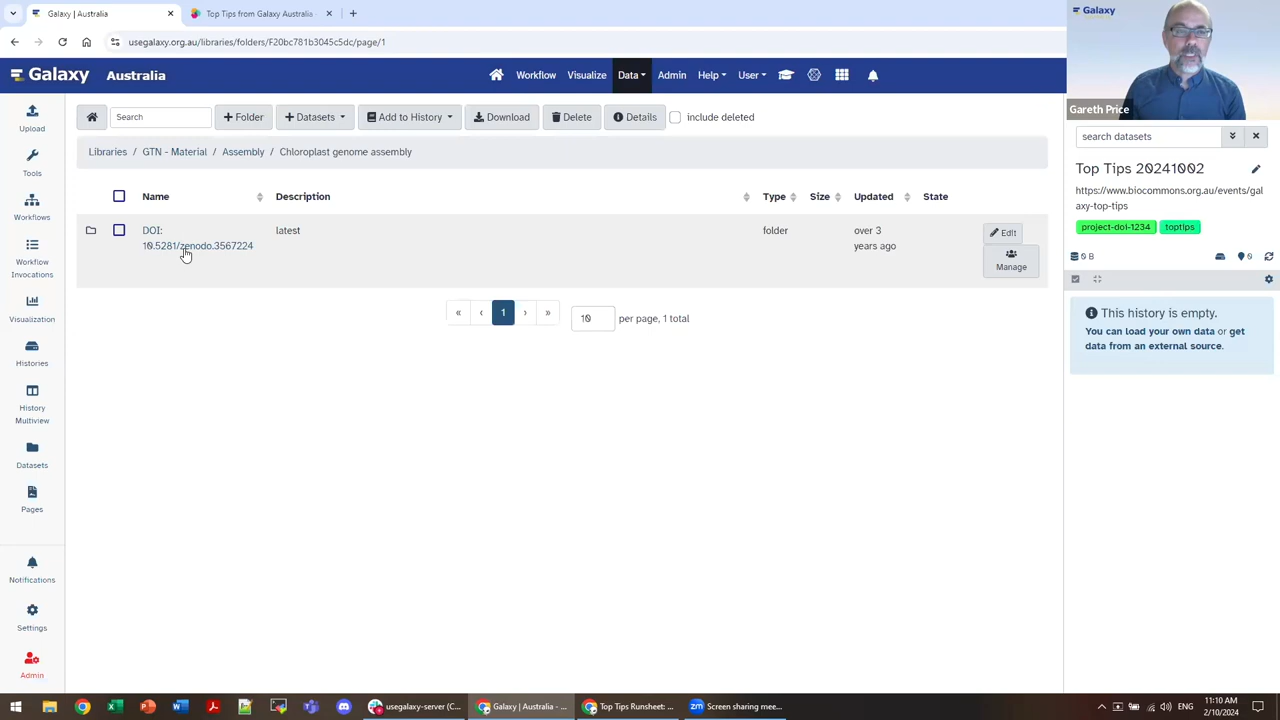 Galaxy | Australia
Top Tips from Galaxy Australia
usegalaxy.org.au/libraries/folders/F20bc781b3045c5dc/page/1
Galaxy
Gareth Price
Galaxy Australia
Workflow Visualize Data Admin Help User
Upload
Tools
Workflows
Workflow
Invocations
Visualization
Histories
History
Multiview
Datasets
Pages
Notifications
Settings
Admin
Search
+ Folder
+ Datasets
Add to History
Download
Delete
Details
include deleted
Libraries / GTN - Material / Assembly / Chloroplast genome assembly
Name Description Type Size Updated State
DOI:
10.5281/zenodo.3567224
latest
folder
over 3
years ago
Edit
Manage
« ‹ 1 › » 10 per page, 1 total
search datasets
Top Tips 20241002
https://www.biocommons.org.au/events/gal
axy-top-tips
project-doi-1234 toptips
0 B
0
This history is empty.
You can load your own data or get
data from an external source.
usegalaxy-server (C...
Galaxy | Australia - ...
Top Tips Runsheet: ...
Screen sharing mee...
11:10 AM
2/10/2024